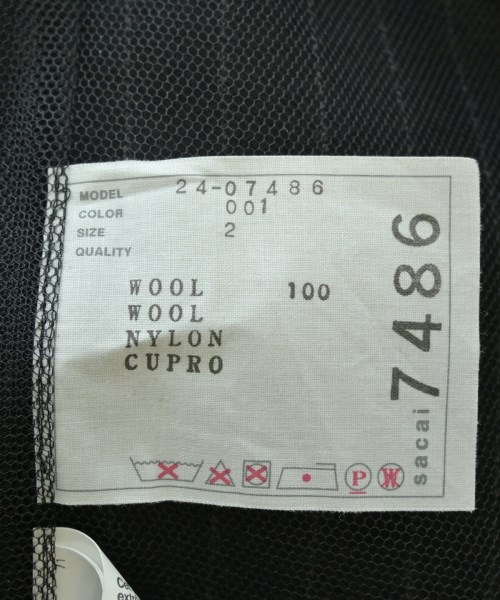 MODEL 24-07486
COLOR 001
SIZE 2
QUALITY
WOOL 100
WOOL
NYLON
CUPRO
sacai 7486
P
W